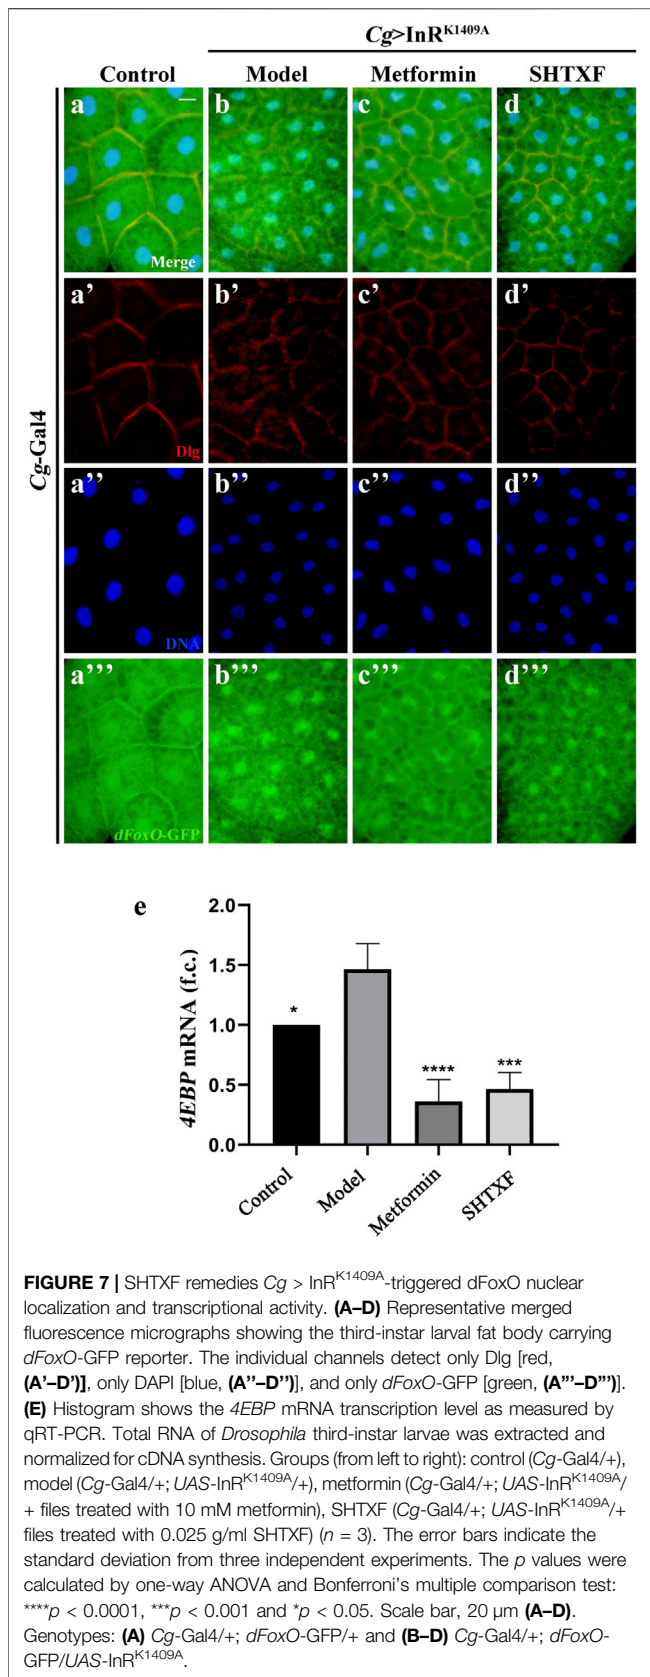 Cg>InR^K1409A
Control Model Metformin SHTXF
Cg-Gal4
a b c d
Merge
a’ b’ c’ d’
Dlg
a’’ b’’ c’’ d’’
DNA
a’’’ b’’’ c’’’ d’’’
dFoxO-GFP
e
4EBP mRNA (f.c.)
2.0
1.5
1.0
0.5
0.0
*
****
***
Control Model Metformin SHTXF
FIGURE 7 | SHTXF remedies Cg > InR^K1409A-triggered dFoxO nuclear
localization and transcriptional activity. (A–D) Representative merged
fluorescence micrographs showing the third-instar larval fat body carrying
dFoxO-GFP reporter. The individual channels detect only Dlg [red,
(A’–D’)], only DAPI [blue, (A’’–D’’)], and only dFoxO-GFP [green, (A’’’–D’’’)].
(E) Histogram shows the 4EBP mRNA transcription level as measured by
qRT-PCR. Total RNA of Drosophila third-instar larvae was extracted and
normalized for cDNA synthesis. Groups (from left to right): control (Cg-Gal4/+),
model (Cg-Gal4/+; UAS-InR^K1409A/+), metformin (Cg-Gal4/+; UAS-InR^K1409A/
+ files treated with 10 mM metformin), SHTXF (Cg-Gal4/+; UAS-InR^K1409A/+
files treated with 0.025 g/ml SHTXF) (n = 3). The error bars indicate the
standard deviation from three independent experiments. The p values were
calculated by one-way ANOVA and Bonferroni’s multiple comparison test:
****p < 0.0001, ***p < 0.001 and *p < 0.05. Scale bar, 20 μm (A–D).
Genotypes: (A) Cg-Gal4/+; dFoxO-GFP/+ and (B–D) Cg-Gal4/+; dFoxO-
GFP/UAS-InR^K1409A.